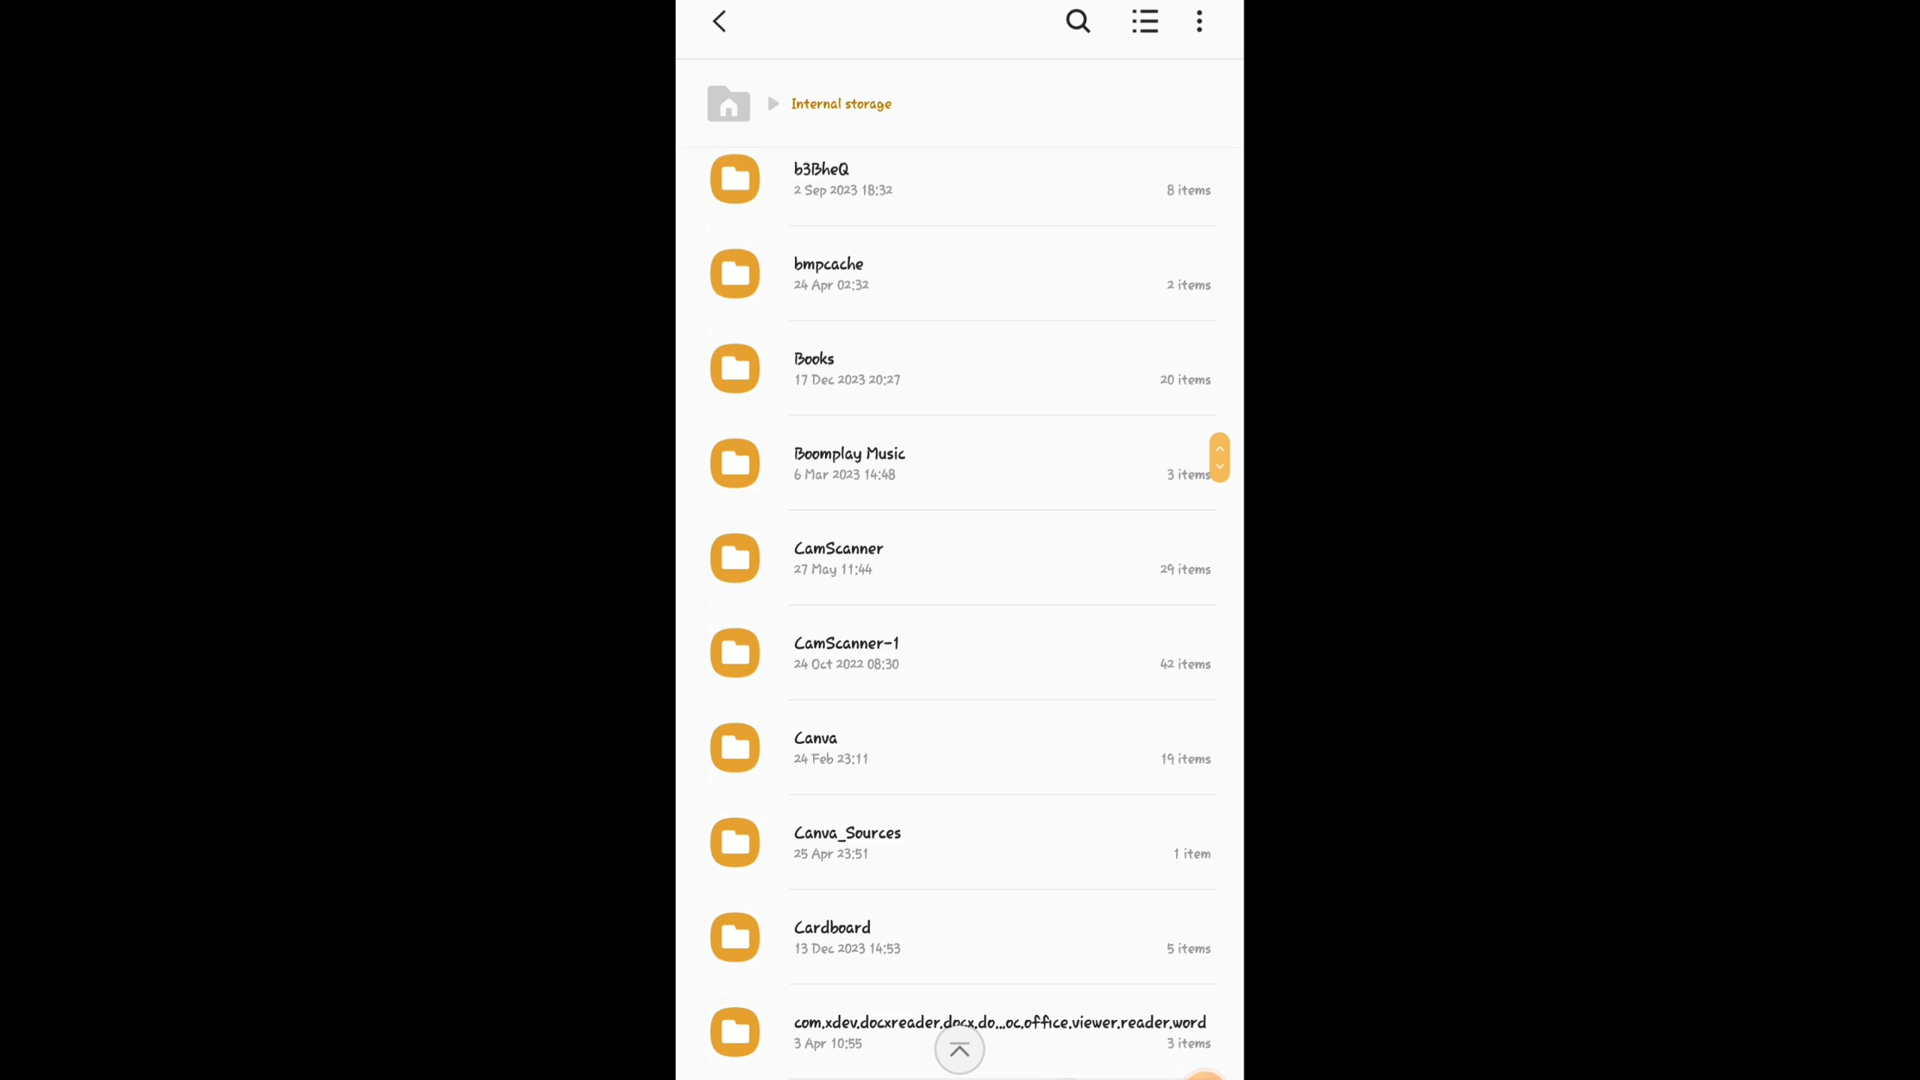 Internal storage
b3BheQ
2 Sep 2023 18:32
8 items
bmpcache
24 Apr 02:32
2 items
Books
17 Dec 2023 20:27
20 items
Boomplay Music
6 Mar 2023 14:48
3 items
CamScanner
27 May 11:44
29 items
CamScanner-1
24 Oct 2022 08:30
42 items
Canva
24 Feb 23:11
19 items
Canva_Sources
25 Apr 23:51
1 item
Cardboard
13 Dec 2023 14:53
5 items
com.xdev.docxreader.docx.do...oc.office.viewer.reader.word
3 Apr 10:55
3 items